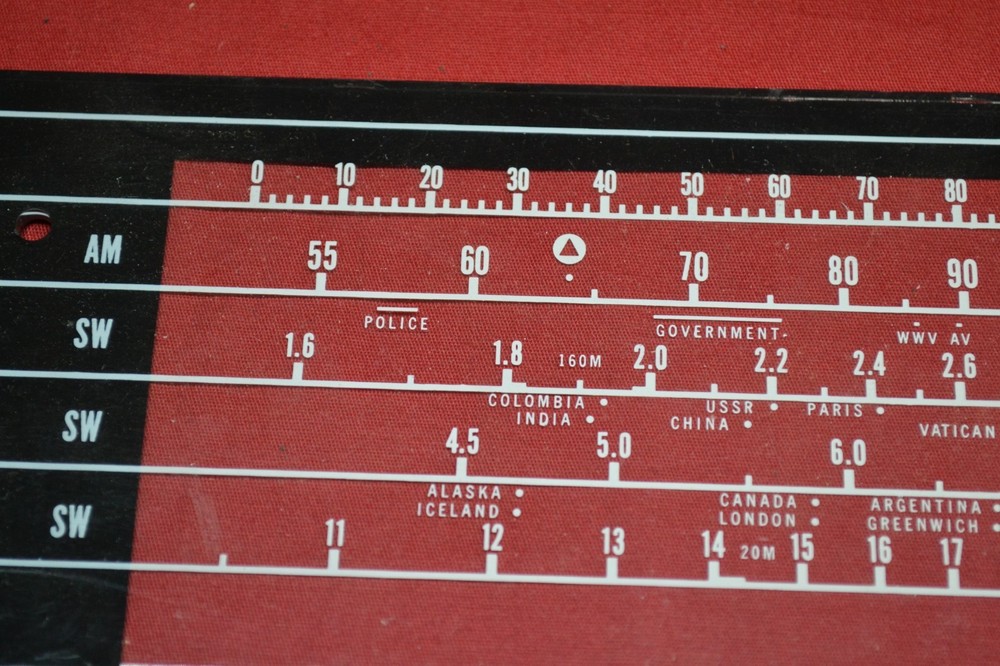 0 10 20 30 40 50 60 70 80
AM 55 60 70 80 90
POLICE GOVERNMENT WWV AV
SW 1.6 1.8 160M 2.0 2.2 2.4 2.6
COLOMBIA USSR PARIS
INDIA CHINA VATICAN
SW 4.5 5.0 6.0
ALASKA CANADA ARGENTINA
ICELAND LONDON GREENWICH
SW 11 12 13 14 20M 15 16 17